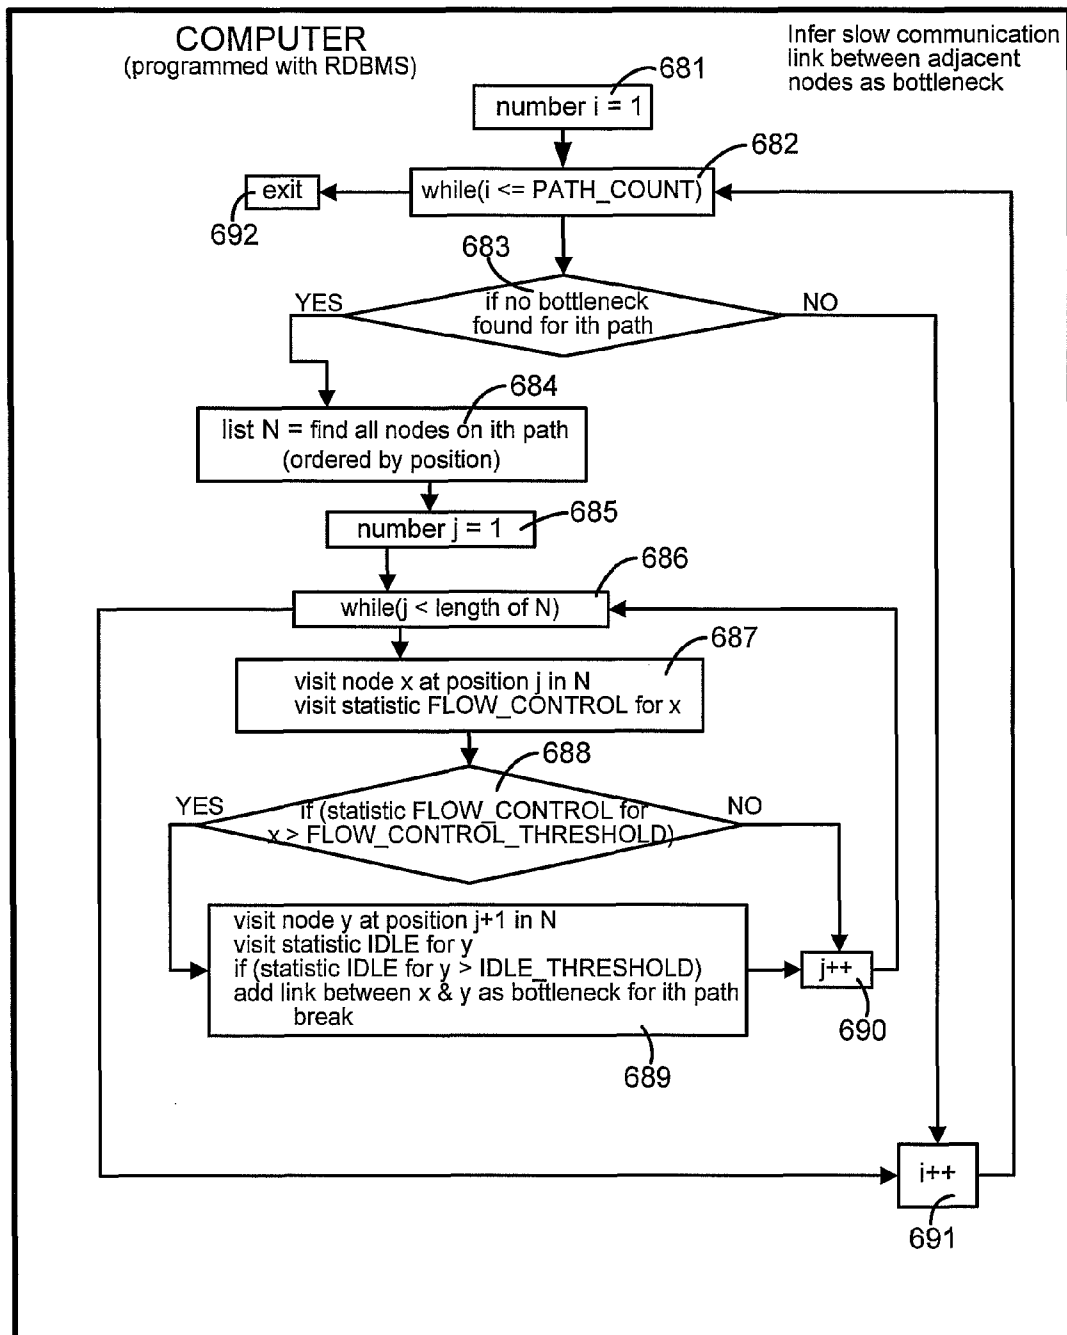 COMPUTER
(programmed with RDBMS)
Infer slow communication
link between adjacent
nodes as bottleneck
681
number i = 1
682
while(i <= PATH_COUNT)
exit
692
683
YES
if no bottleneck
found for ith path
NO
684
list N = find all nodes on ith path
(ordered by position)
685
number j = 1
686
while(j < length of N)
687
visit node x at position j in N
visit statistic FLOW_CONTROL for x
688
YES
if (statistic FLOW_CONTROL for
x > FLOW_CONTROL_THRESHOLD)
NO
visit node y at position j+1 in N
visit statistic IDLE for y
if (statistic IDLE for y > IDLE_THRESHOLD)
add link between x & y as bottleneck for ith path
break
j++
690
689
i++
691